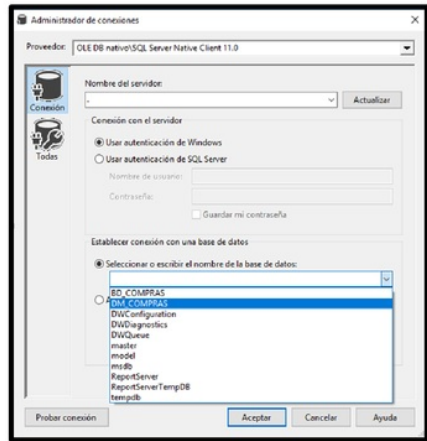 Administrador de conexiones
Proveedor: OLE DB nativo\SQL Server Native Client 11.0
Conexión
Todas
Nombre del servidor:
. Actualizar
Conexión con el servidor
Usar autenticación de Windows
Usar autenticación de SQL Server
Nombre de usuario:
Contraseña:
Guardar mi contraseña
Establecer conexión con una base de datos
Seleccionar o escribir el nombre de la base de datos:
BD_COMPRAS
DM_COMPRAS
DWConfiguration
DWDiagnostics
DWQueue
master
model
msdb
ReportServer
ReportServerTempDB
tempdb
Probar conexión Aceptar Cancelar Ayuda